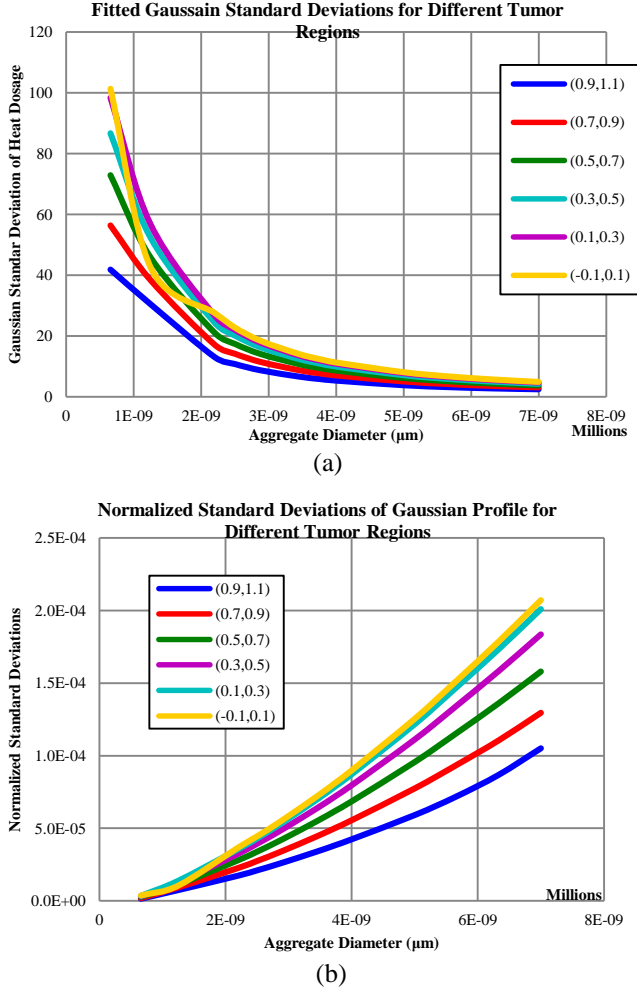 Fitted Gaussain Standard Deviations for Different Tumor
Regions
120
100
80
60
40
20
0
Gaussian Standar Deviation of Heat Dosage
(0.9,1.1)
(0.7,0.9)
(0.5,0.7)
(0.3,0.5)
(0.1,0.3)
(-0.1,0.1)
0
1E-09
2E-09
3E-09
4E-09
5E-09
6E-09
7E-09
8E-09
Aggregate Diameter (µm)
Millions
(a)
Normalized Standard Deviations of Gaussian Profile for
Different Tumor Regions
2.5E-04
2.0E-04
1.5E-04
1.0E-04
5.0E-05
0.0E+00
Normalized Standard Deviations
(0.9,1.1)
(0.7,0.9)
(0.5,0.7)
(0.3,0.5)
(0.1,0.3)
(-0.1,0.1)
Millions
0
2E-09
4E-09
6E-09
8E-09
Aggregate Diameter (µm)
(b)